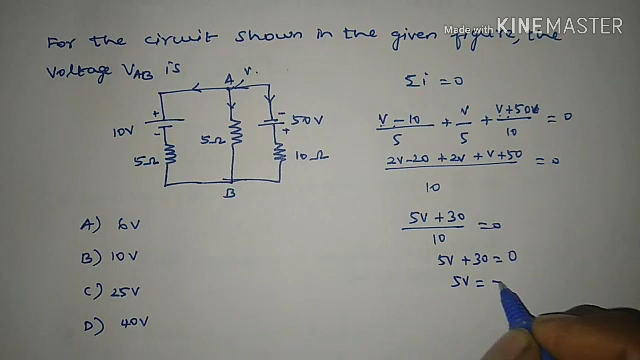 Made with KINEMASTER
For the circuit shown in the given figure, the
voltage VAB is
A V.
10V + - 5Ω 5Ω - 50V + 10Ω
B
A) 6V
B) 10V
C) 25V
D) 40V
Σi = 0
V - 10 / 5 + V / 5 + V + 50 / 10 = 0
2V - 20 + 2V + V + 50 / 10 = 0
5V + 30 / 10 = 0
5V + 30 = 0
5V = -